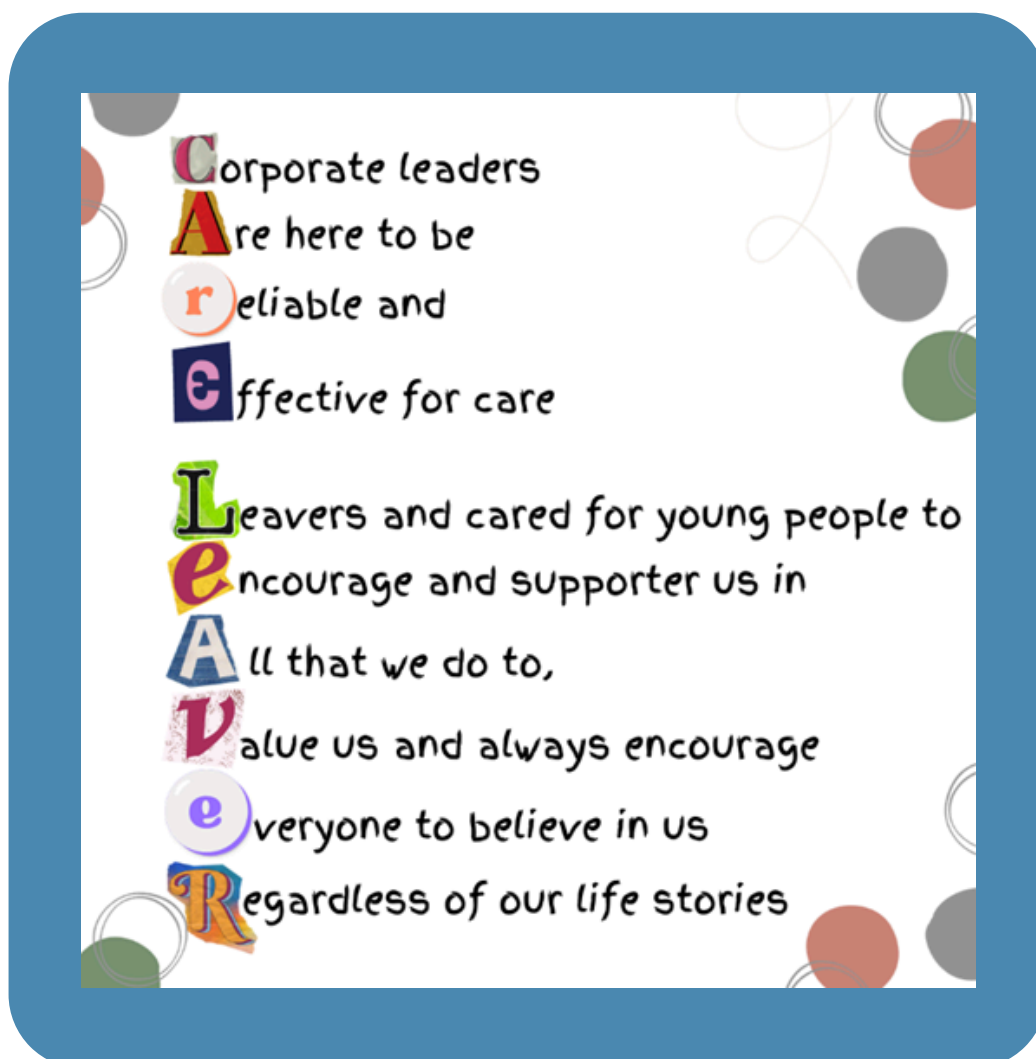 Corporate leaders
Are here to be
reliable and
effective for care
Leavers and cared for young people to
encourage and supporter us in
All that we do to,
Value us and always encourage
everyone to believe in us
Regardless of our life stories